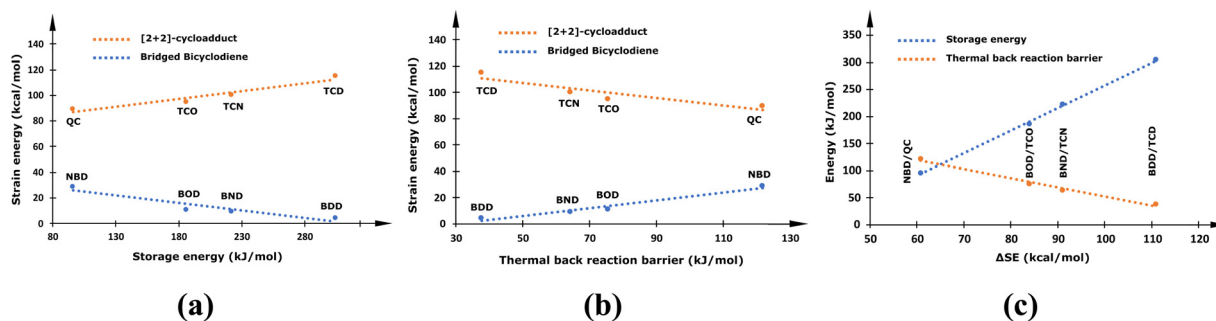 [2+2]-cycloadduct
Bridged Bicyclodiene
Strain energy (kcal/mol)
140
120
100
80
60
40
20
0
QC
TCO
TCN
TCD
NBD
BOD
BND
BDD
80
130
180
230
280
Storage energy (kJ/mol)
(a)
[2+2]-cycloadduct
Bridged Bicyclodiene
Strain energy (kcal/mol)
140
120
100
80
60
40
20
0
TCD
TCN
TCO
QC
BDD
BND
BOD
NBD
30
50
70
90
110
130
Thermal back reaction barrier (kJ/mol)
(b)
Storage energy
Thermal back reaction barrier
Energy (kJ/mol)
350
300
250
200
150
100
50
0
NBD/QC
BOD/TCO
BND/TCN
BDD/TCD
50
60
70
80
90
100
110
120
ΔSE (kcal/mol)
(c)